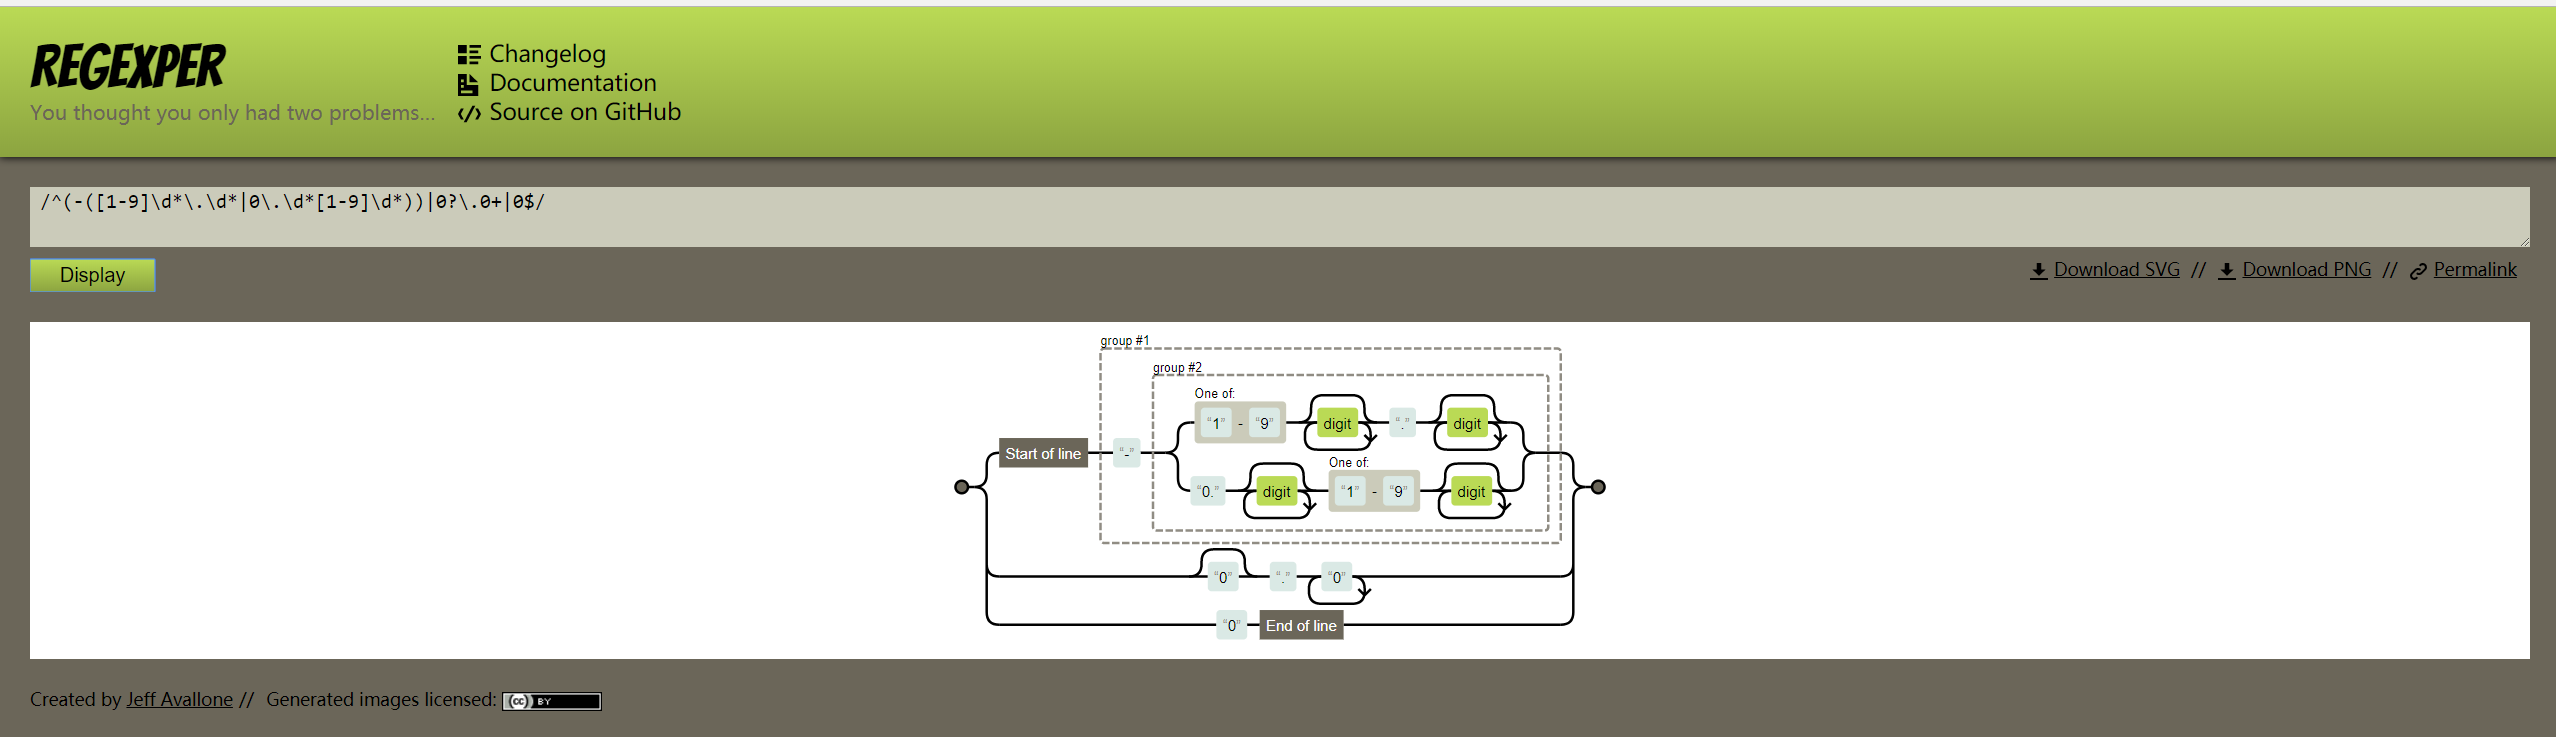 REGEXPER
You thought you only had two problems...
Changelog
Documentation
Source on GitHub
/^(-([1-9]\d*\.\d*|0\.\d*[1-9]\d*))|0?\.0+|0$/
Display
Download SVG // Download PNG // Permalink
group #1
group #2
One of:
“1” - “9” digit “.” digit
Start of line “-”
One of:
“0.” digit “1” - “9” digit
“0” “.” “0”
“0” End of line
Created by Jeff Avallone // Generated images licensed: (cc) BY